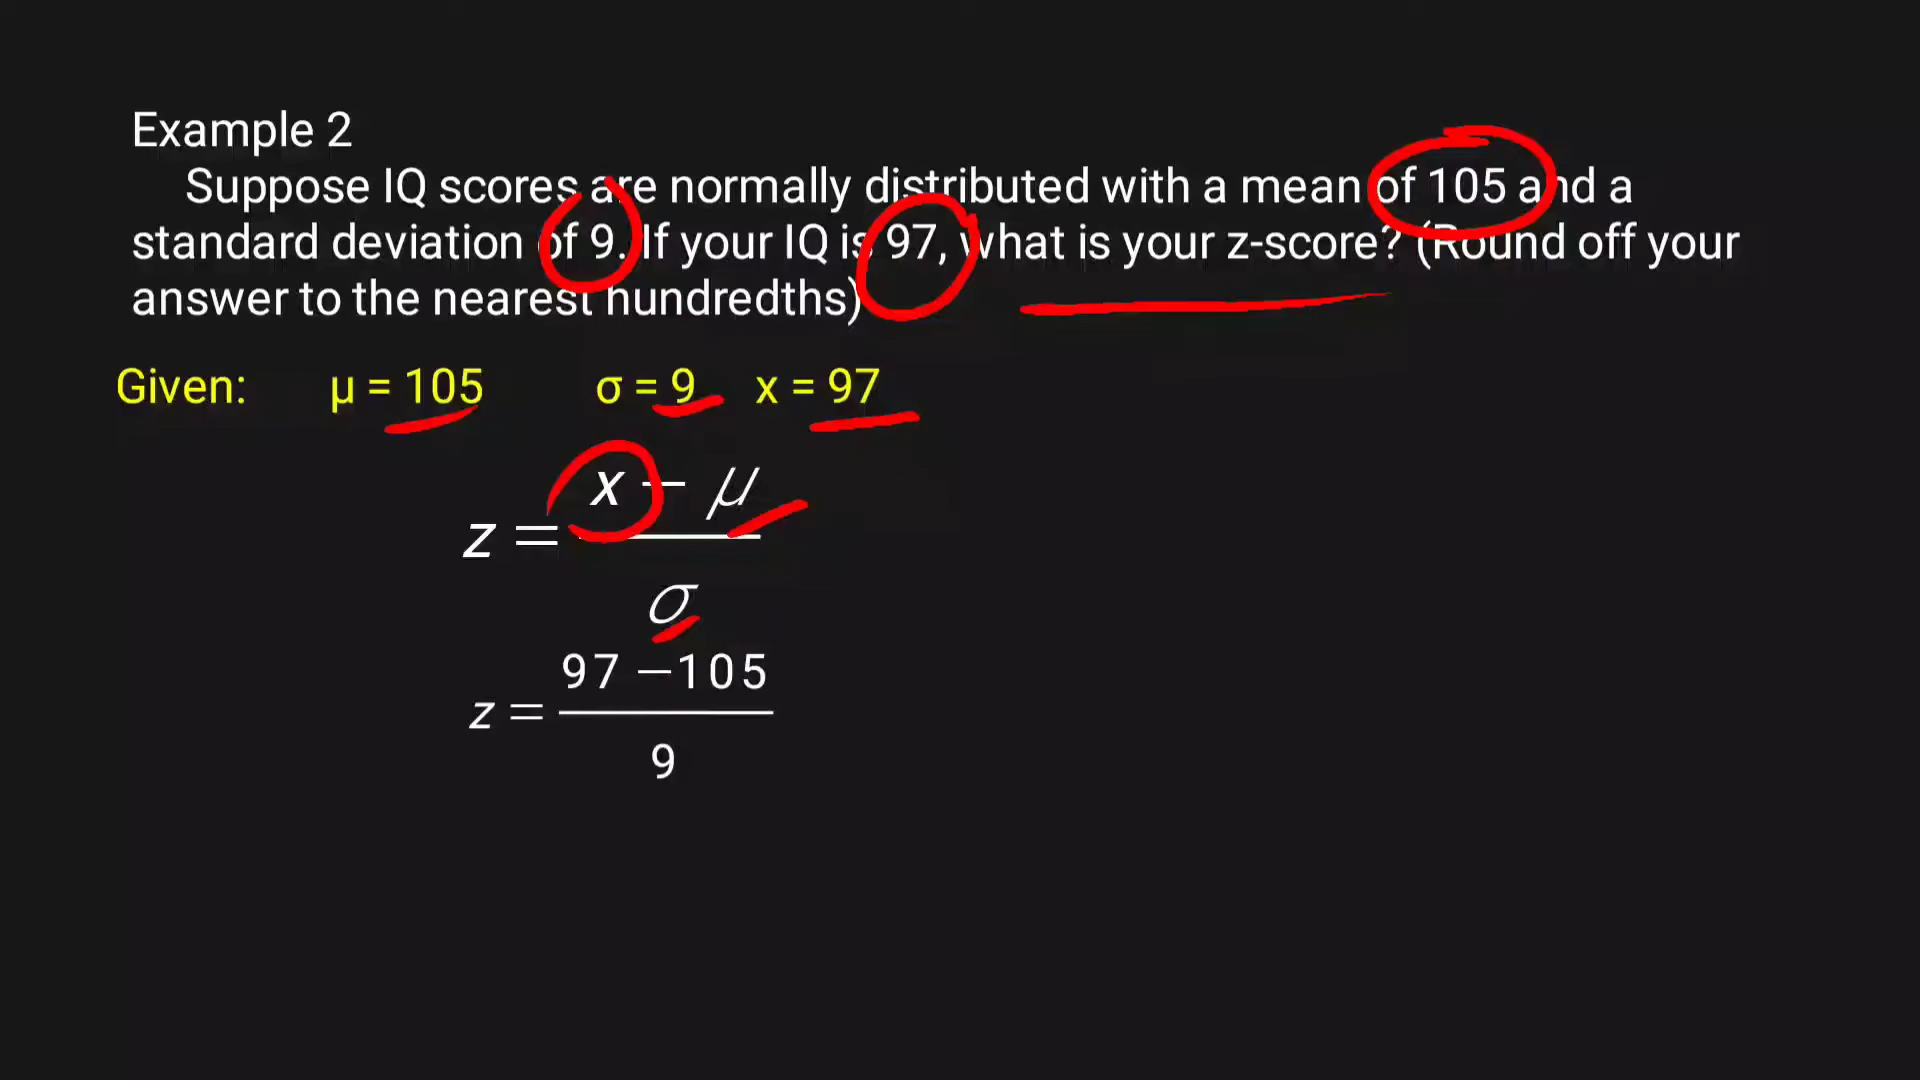 Example 2
Suppose IQ scores are normally distributed with a mean of 105 and a
standard deviation of 9. If your IQ is 97, what is your z-score? (Round off your
answer to the nearest hundredths)
Given: μ = 105 σ = 9 x = 97
z = (x − μ) / σ
z = (97 − 105) / 9